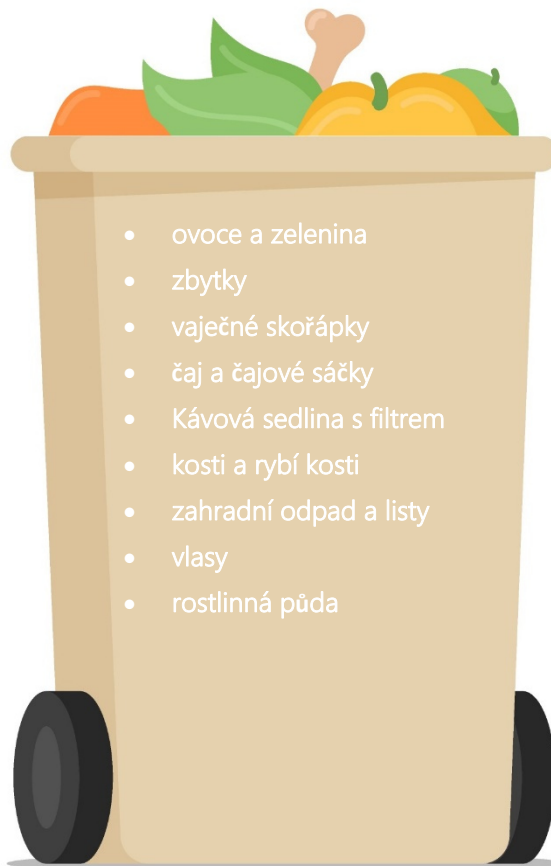 • ovoce a zelenina
• zbytky
• vaječné skořápky
• čaj a čajové sáčky
• Kávová sedlina s filtrem
• kosti a rybí kosti
• zahradní odpad a listy
• vlasy
• rostlinná půda